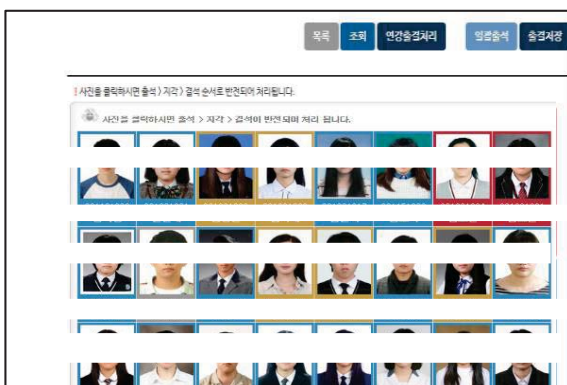 목록 조회 연강출결처리 일괄출석 출결저장
사진을 클릭하시면 출석 > 지각 > 결석 순서로 반전되어 처리됩니다.
사진을 클릭하시면 출석 > 지각 > 결석이 반전되며 처리 됩니다.